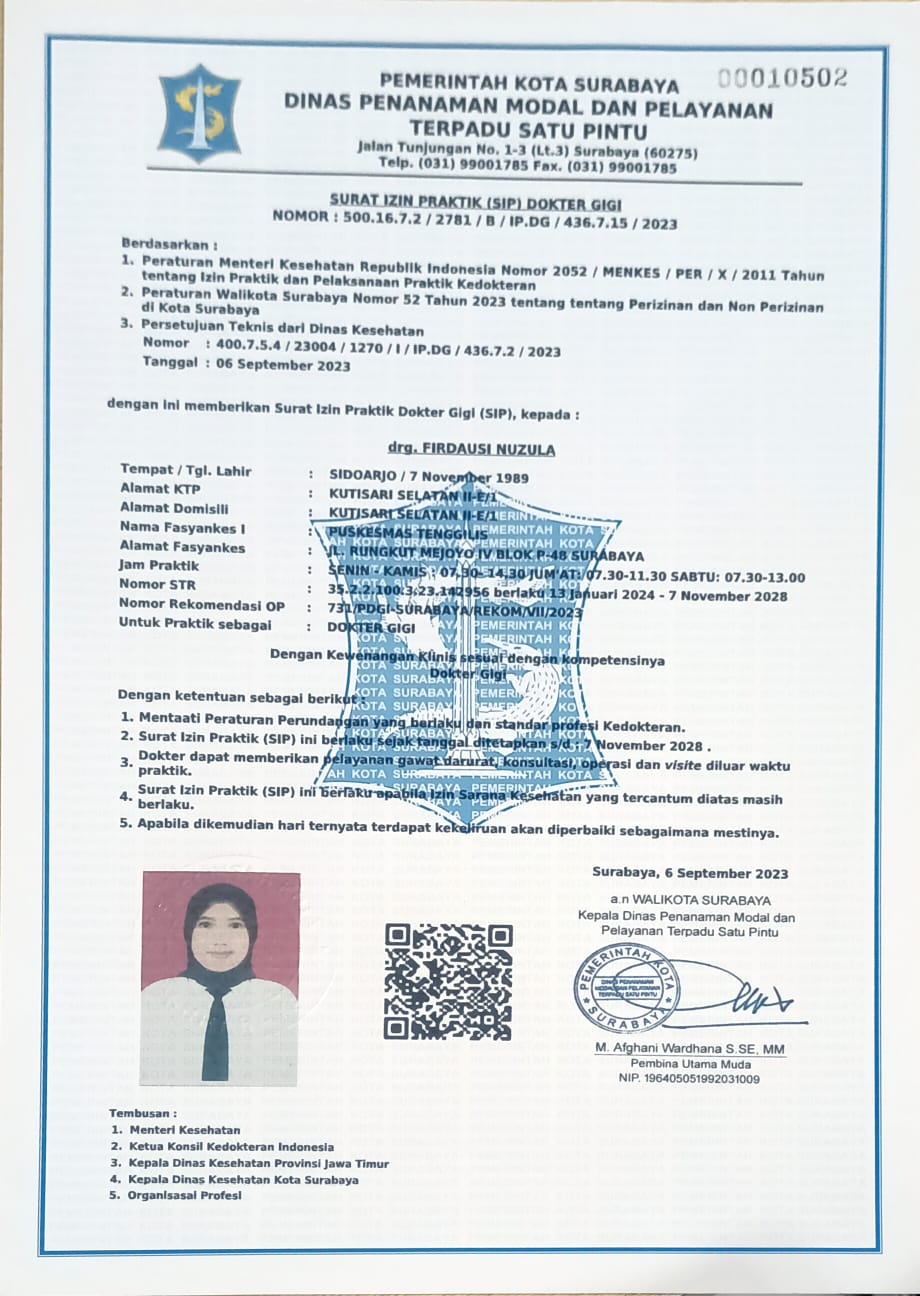 00010502
PEMERINTAH KOTA SURABAYA
DINAS PENANAMAN MODAL DAN PELAYANAN
TERPADU SATU PINTU
Jalan Tunjungan No. 1-3 (Lt.3) Surabaya (60275)
Telp. (031) 99001785 Fax. (031) 99001785
SURAT IZIN PRAKTIK (SIP) DOKTER GIGI
NOMOR : 500.16.7.2 / 2781 / B / IP.DG / 436.7.15 / 2023
Berdasarkan :
1. Peraturan Menteri Kesehatan Republik Indonesia Nomor 2052 / MENKES / PER / X / 2011 Tahun
tentang Izin Praktik dan Pelaksanaan Praktik Kedokteran
2. Peraturan Walikota Surabaya Nomor 52 Tahun 2023 tentang tentang Perizinan dan Non Perizinan
di Kota Surabaya
3. Persetujuan Teknis dari Dinas Kesehatan
Nomor : 400.7.5.4 / 23004 / 1270 / I / IP.DG / 436.7.2 / 2023
Tanggal : 06 September 2023
dengan ini memberikan Surat Izin Praktik Dokter Gigi (SIP), kepada :
drg. FIRDAUSI NUZULA
Tempat / Tgl. Lahir : SIDOARJO / 7 November 1989
Alamat KTP : KUTISARI SELATAN II-E/1
Alamat Domisili : KUTISARI SELATAN II-E/1
Nama Fasyankes I : PUSKESMAS TENGGILIS
Alamat Fasyankes : JL. RUNGKUT MEJOYO IV BLOK P-48 SURABAYA
Jam Praktik : SENIN - KAMIS : 07.30- 14.30 JUM'AT: 07.30-11.30 SABTU: 07.30-13.00
Nomor STR : 35.2.2.100.3.23.142956 berlaku 13 Januari 2024 - 7 November 2028
Nomor Rekomendasi OP : 731/PDGI-SURABAYA/REKOM/VII/2023
Untuk Praktik sebagai : DOKTER GIGI
Dengan Kewenangan Klinis sesuai dengan kompetensinya
Dokter Gigi
Dengan ketentuan sebagai berikut :
1. Mentaati Peraturan Perundangan yang berlaku dan standar profesi Kedokteran.
2. Surat Izin Praktik (SIP) ini berlaku sejak tanggal ditetapkan s/d : 7 November 2028 .
3. Dokter dapat memberikan pelayanan gawat darurat, konsultasi, operasi dan visite diluar waktu
praktik.
4. Surat Izin Praktik (SIP) ini berlaku apabila Izin Sarana Kesehatan yang tercantum diatas masih
berlaku.
5. Apabila dikemudian hari ternyata terdapat kekeliruan akan diperbaiki sebagaimana mestinya.
Surabaya, 6 September 2023
a.n WALIKOTA SURABAYA
Kepala Dinas Penanaman Modal dan
Pelayanan Terpadu Satu Pintu
PEMERINTAH KOTA
DINAS PENANAMAN
MODAL DAN PELAYANAN
TERPADU SATU PINTU
SURABAYA
M. Afghani Wardhana S.SE, MM
Pembina Utama Muda
NIP. 196405051992031009
Tembusan :
1. Menteri Kesehatan
2. Ketua Konsil Kedokteran Indonesia
3. Kepala Dinas Kesehatan Provinsi Jawa Timur
4. Kepala Dinas Kesehatan Kota Surabaya
5. Organisasai Profesi